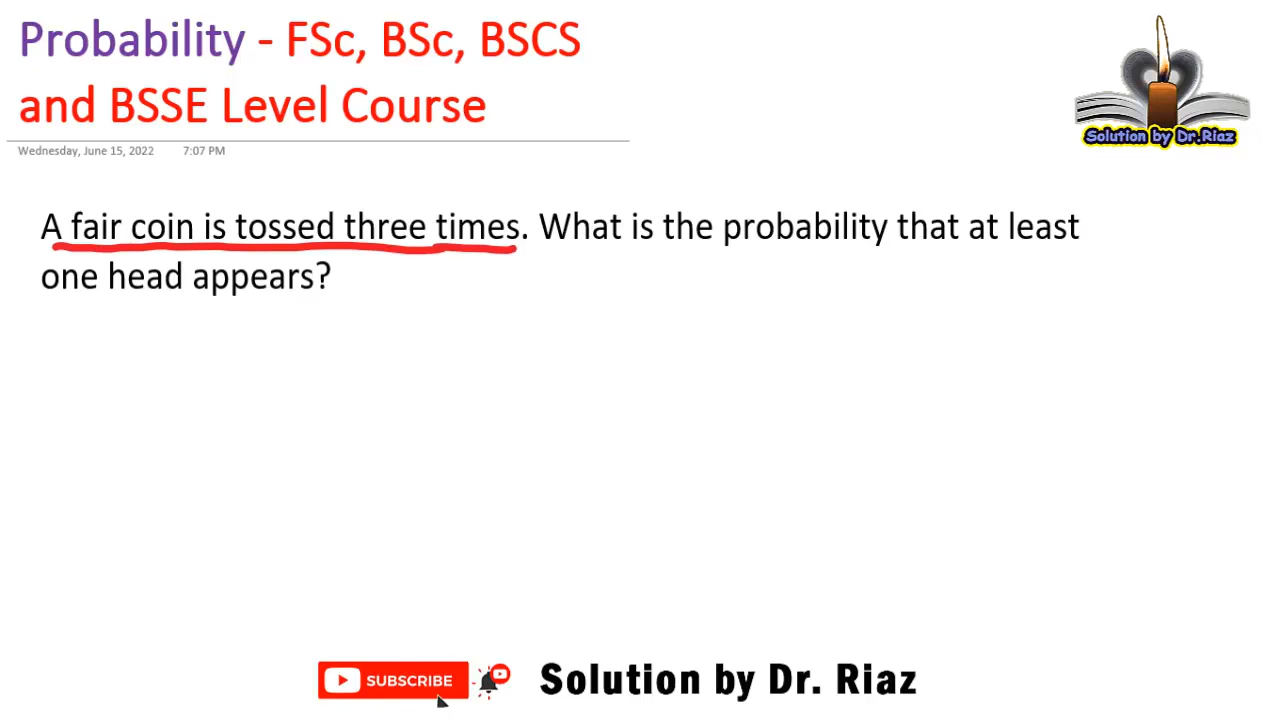 Probability - FSc, BSc, BSCS
and BSSE Level Course
Solution by Dr.Riaz
Wednesday, June 15, 2022 7:07 PM
A fair coin is tossed three times. What is the probability that at least
one head appears?
SUBSCRIBE
Solution by Dr. Riaz